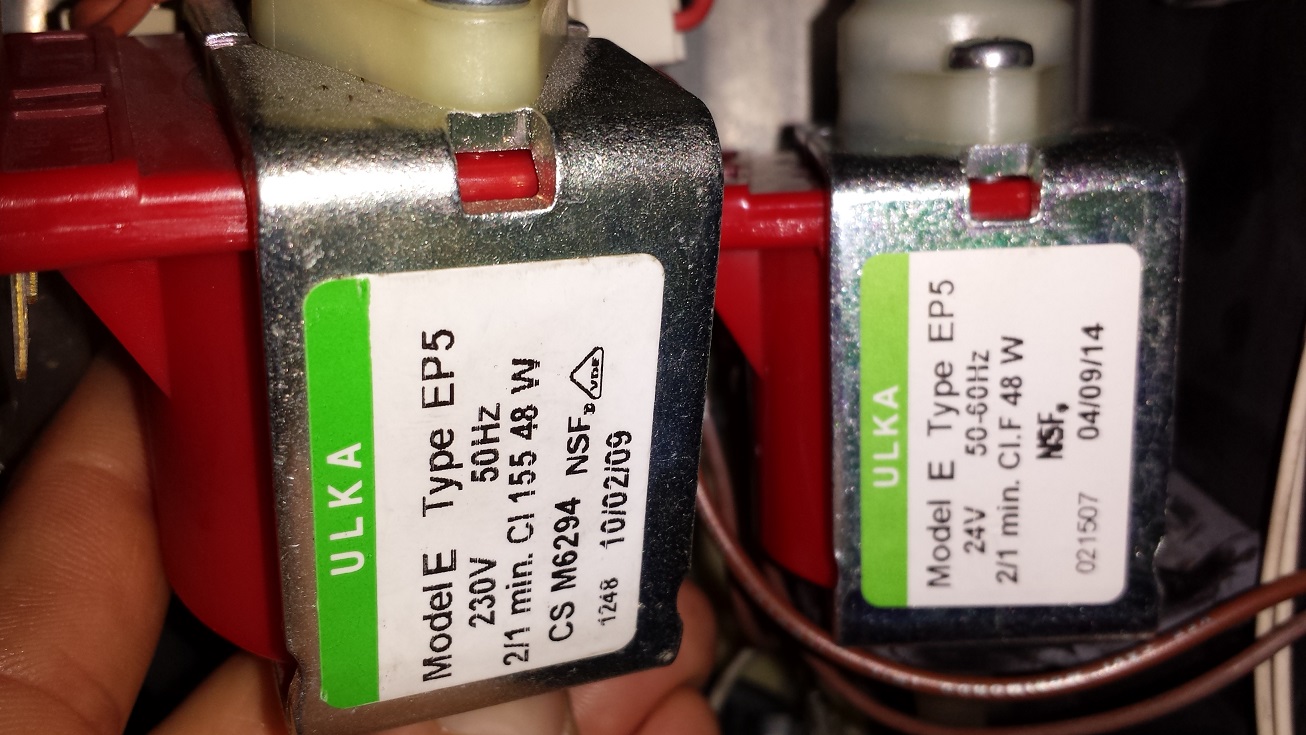 ULKA
Model E Type EP5
230V 50Hz
2/1 min. Cl 155 48 W
CS M6294 NSF® VDE
1248 10/02/09
ULKA
Model E Type EP5
24V 50-60Hz
2/1 min. Cl.F 48 W
NSF®
021507 04/09/14